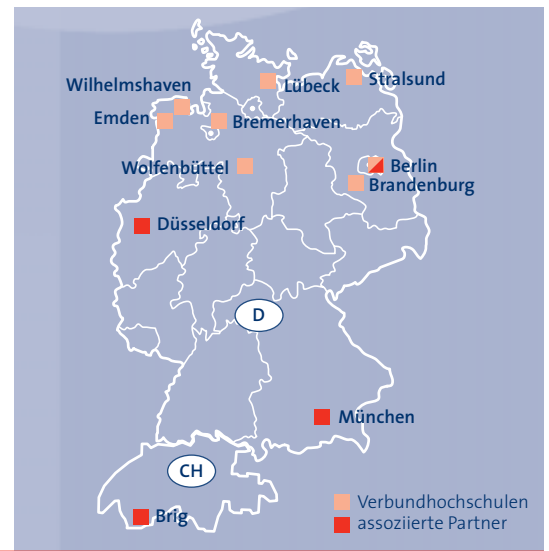 Wilhelmshaven
Lübeck
Stralsund
Emden
Bremerhaven
Wolfenbüttel
Berlin
Brandenburg
Düsseldorf
D
München
CH
Brig
Verbundhochschulen
assoziierte Partner